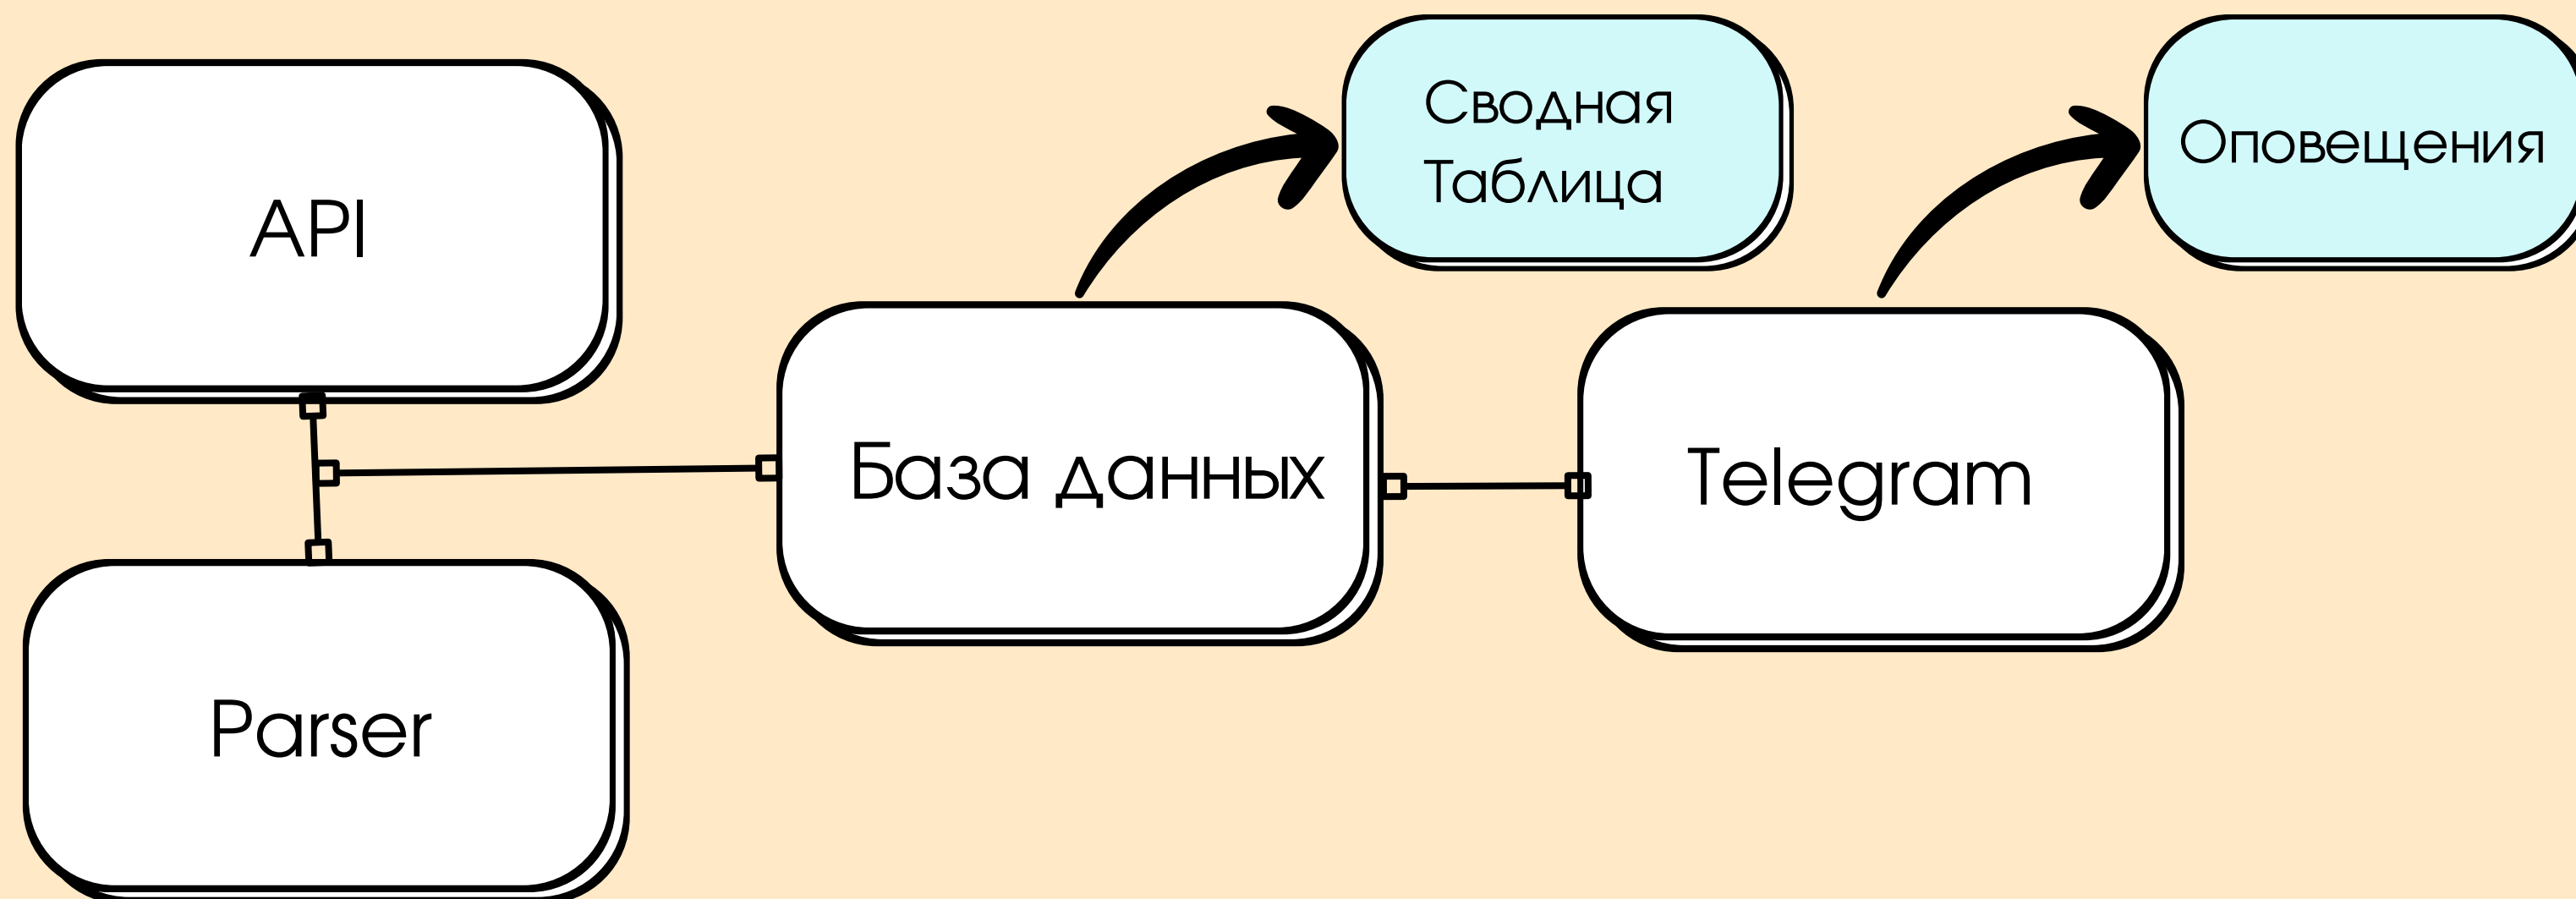 API
Parser
База данных
Сводная
Таблица
Telegram
Оповещения